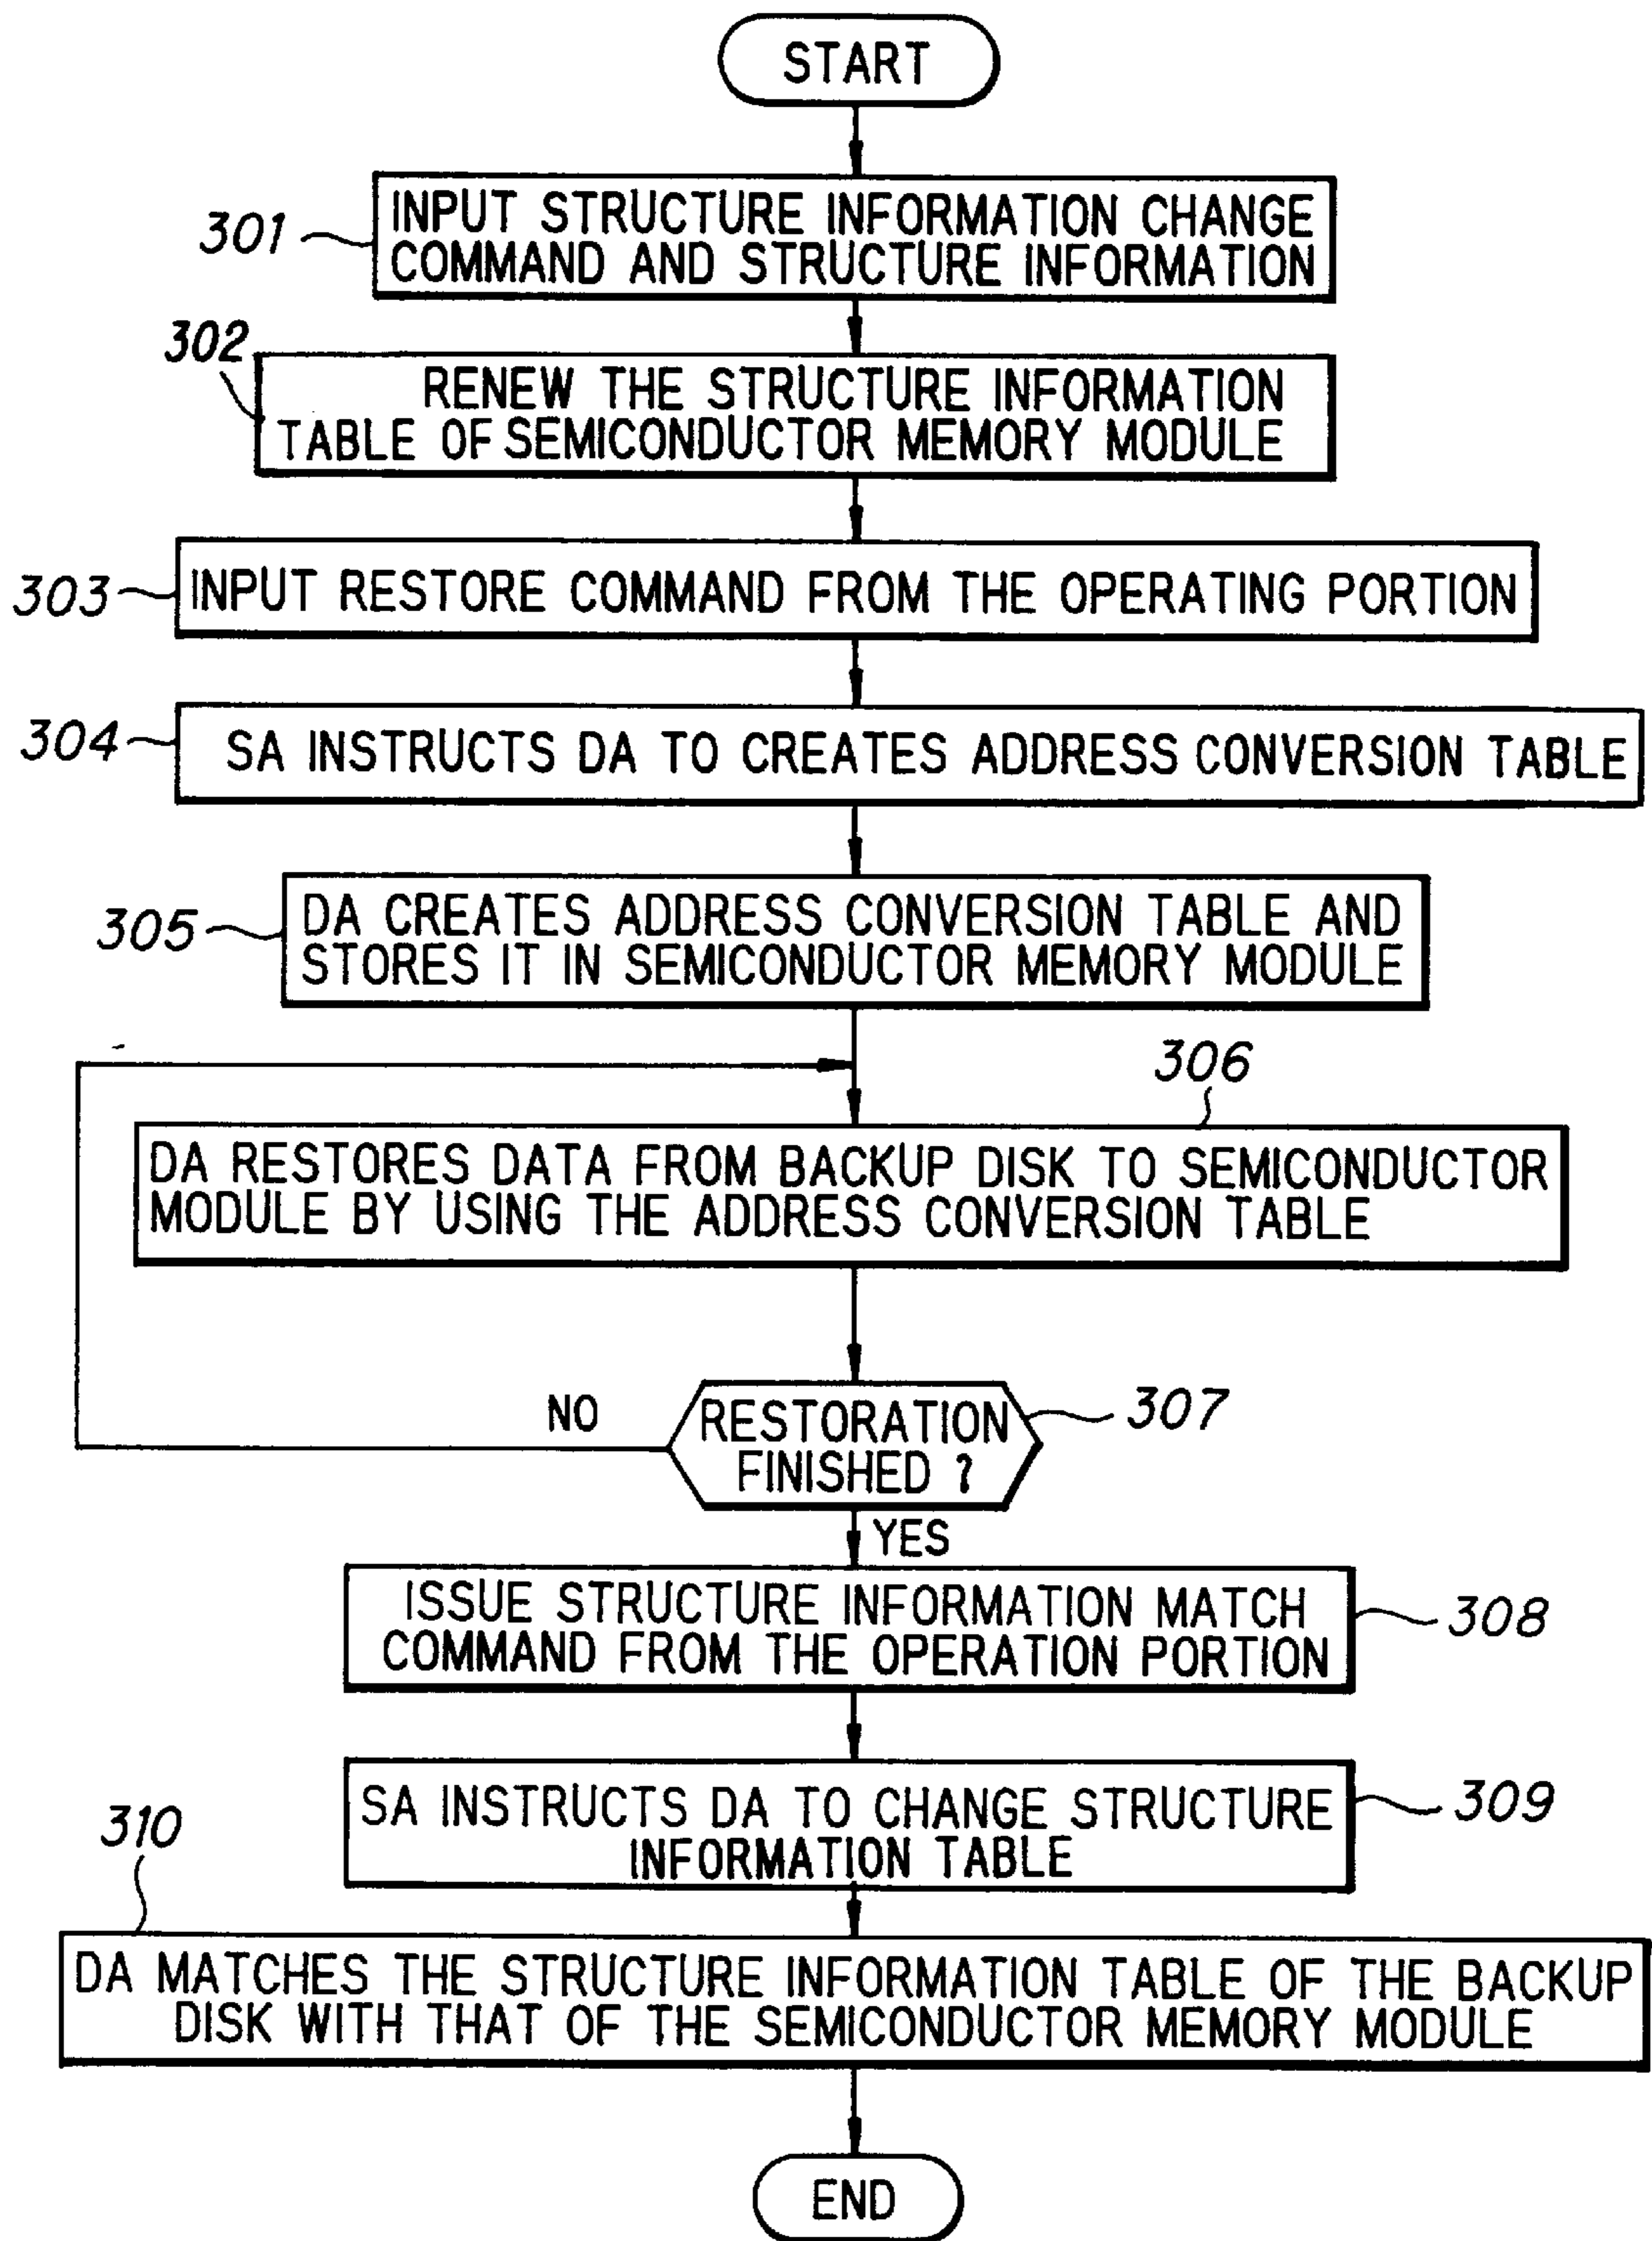 START
301
INPUT STRUCTURE INFORMATION CHANGE
COMMAND AND STRUCTURE INFORMATION
302
RENEW THE STRUCTURE INFORMATION
TABLE OF SEMICONDUCTOR MEMORY MODULE
303
INPUT RESTORE COMMAND FROM THE OPERATING PORTION
304
SA INSTRUCTS DA TO CREATES ADDRESS CONVERSION TABLE
305
DA CREATES ADDRESS CONVERSION TABLE AND
STORES IT IN SEMICONDUCTOR MEMORY MODULE
306
DA RESTORES DATA FROM BACKUP DISK TO SEMICONDUCTOR
MODULE BY USING THE ADDRESS CONVERSION TABLE
NO
RESTORATION
FINISHED ?
307
YES
ISSUE STRUCTURE INFORMATION MATCH
COMMAND FROM THE OPERATION PORTION
308
SA INSTRUCTS DA TO CHANGE STRUCTURE
INFORMATION TABLE
309
310
DA MATCHES THE STRUCTURE INFORMATION TABLE OF THE BACKUP
DISK WITH THAT OF THE SEMICONDUCTOR MEMORY MODULE
END